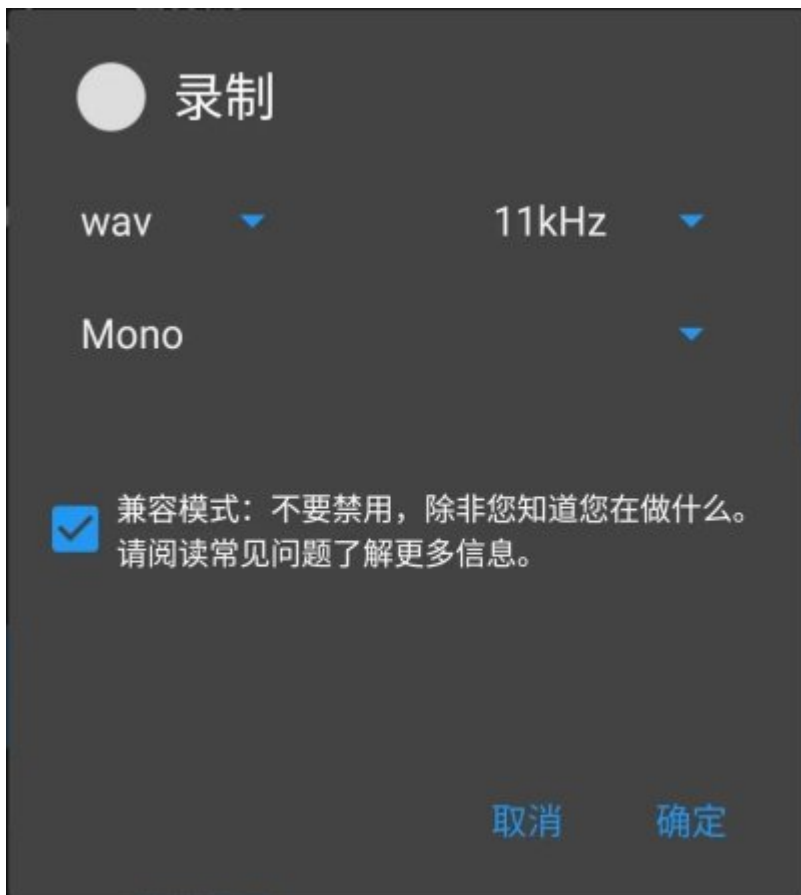 录制
wav 11kHz
Mono
兼容模式：不要禁用，除非您知道您在做什么。
请阅读常见问题了解更多信息。
取消 确定